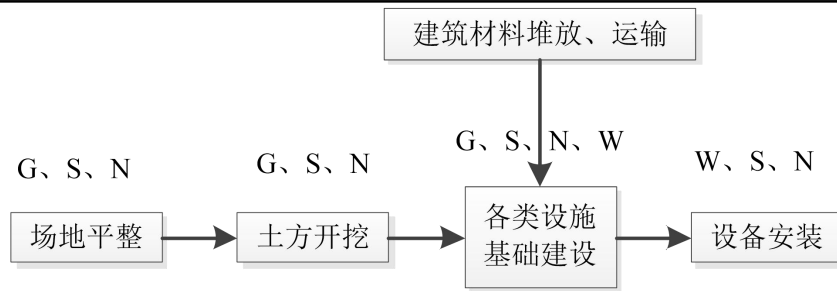 建筑材料堆放、运输
G、S、N、W
G、S、N
G、S、N
W、S、N
场地平整
土方开挖
各类设施
基础建设
设备安装